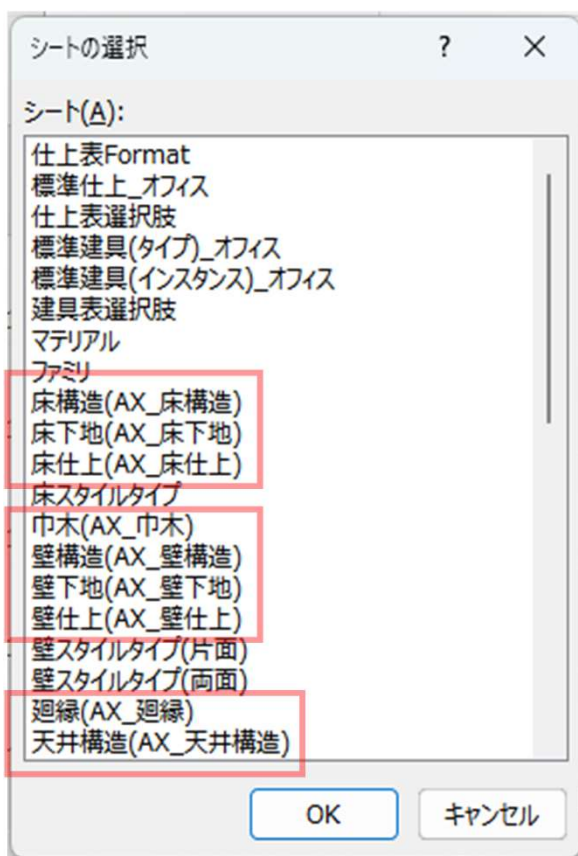 シートの選択
シート(A):
仕上表Format
標準仕上_オフィス
仕上表選択肢
標準建具(タイプ)_オフィス
標準建具(インスタンス)_オフィス
建具表選択肢
マテリアル
ファミリ
床構造(AX_床構造)
床下地(AX_床下地)
床仕上(AX_床仕上)
床スタイルタイプ
巾木(AX_巾木)
壁構造(AX_壁構造)
壁下地(AX_壁下地)
壁仕上(AX_壁仕上)
壁スタイルタイプ(片面)
壁スタイルタイプ(両面)
廻縁(AX_廻縁)
天井構造(AX_天井構造)
OK キャンセル